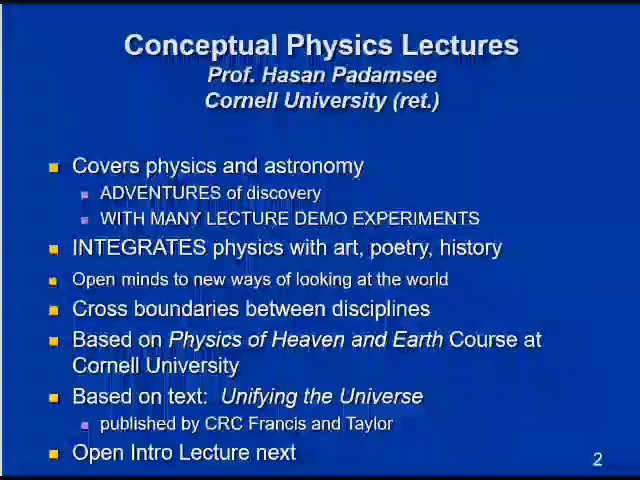 Conceptual Physics Lectures
Prof. Hasan Padamsee
Cornell University (ret.)
Covers physics and astronomy
ADVENTURES of discovery
WITH MANY LECTURE DEMO EXPERIMENTS
INTEGRATES physics with art, poetry, history
Open minds to new ways of looking at the world
Cross boundaries between disciplines
Based on Physics of Heaven and Earth Course at
Cornell University
Based on text: Unifying the Universe
published by CRC Francis and Taylor
Open Intro Lecture next
2